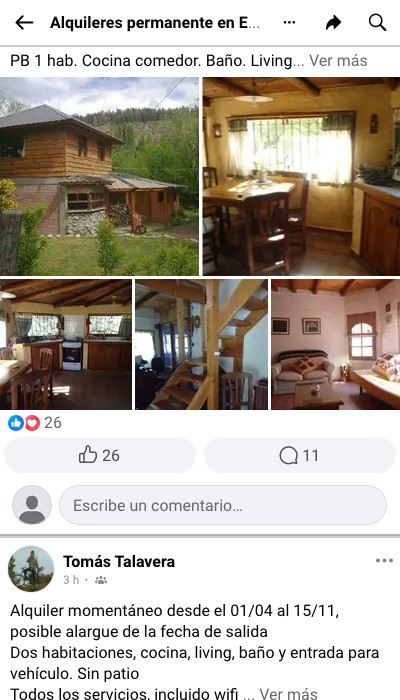 Alquileres permanente en E...
PB 1 hab. Cocina comedor. Baño. Living... Ver más
26
26
11
Escribe un comentario...
Tomás Talavera
3 h ·
Alquiler momentáneo desde el 01/04 al 15/11,
posible alargue de la fecha de salida
Dos habitaciones, cocina, living, baño y entrada para
vehículo. Sin patio
Todos los servicios, incluido wifi ... Ver más